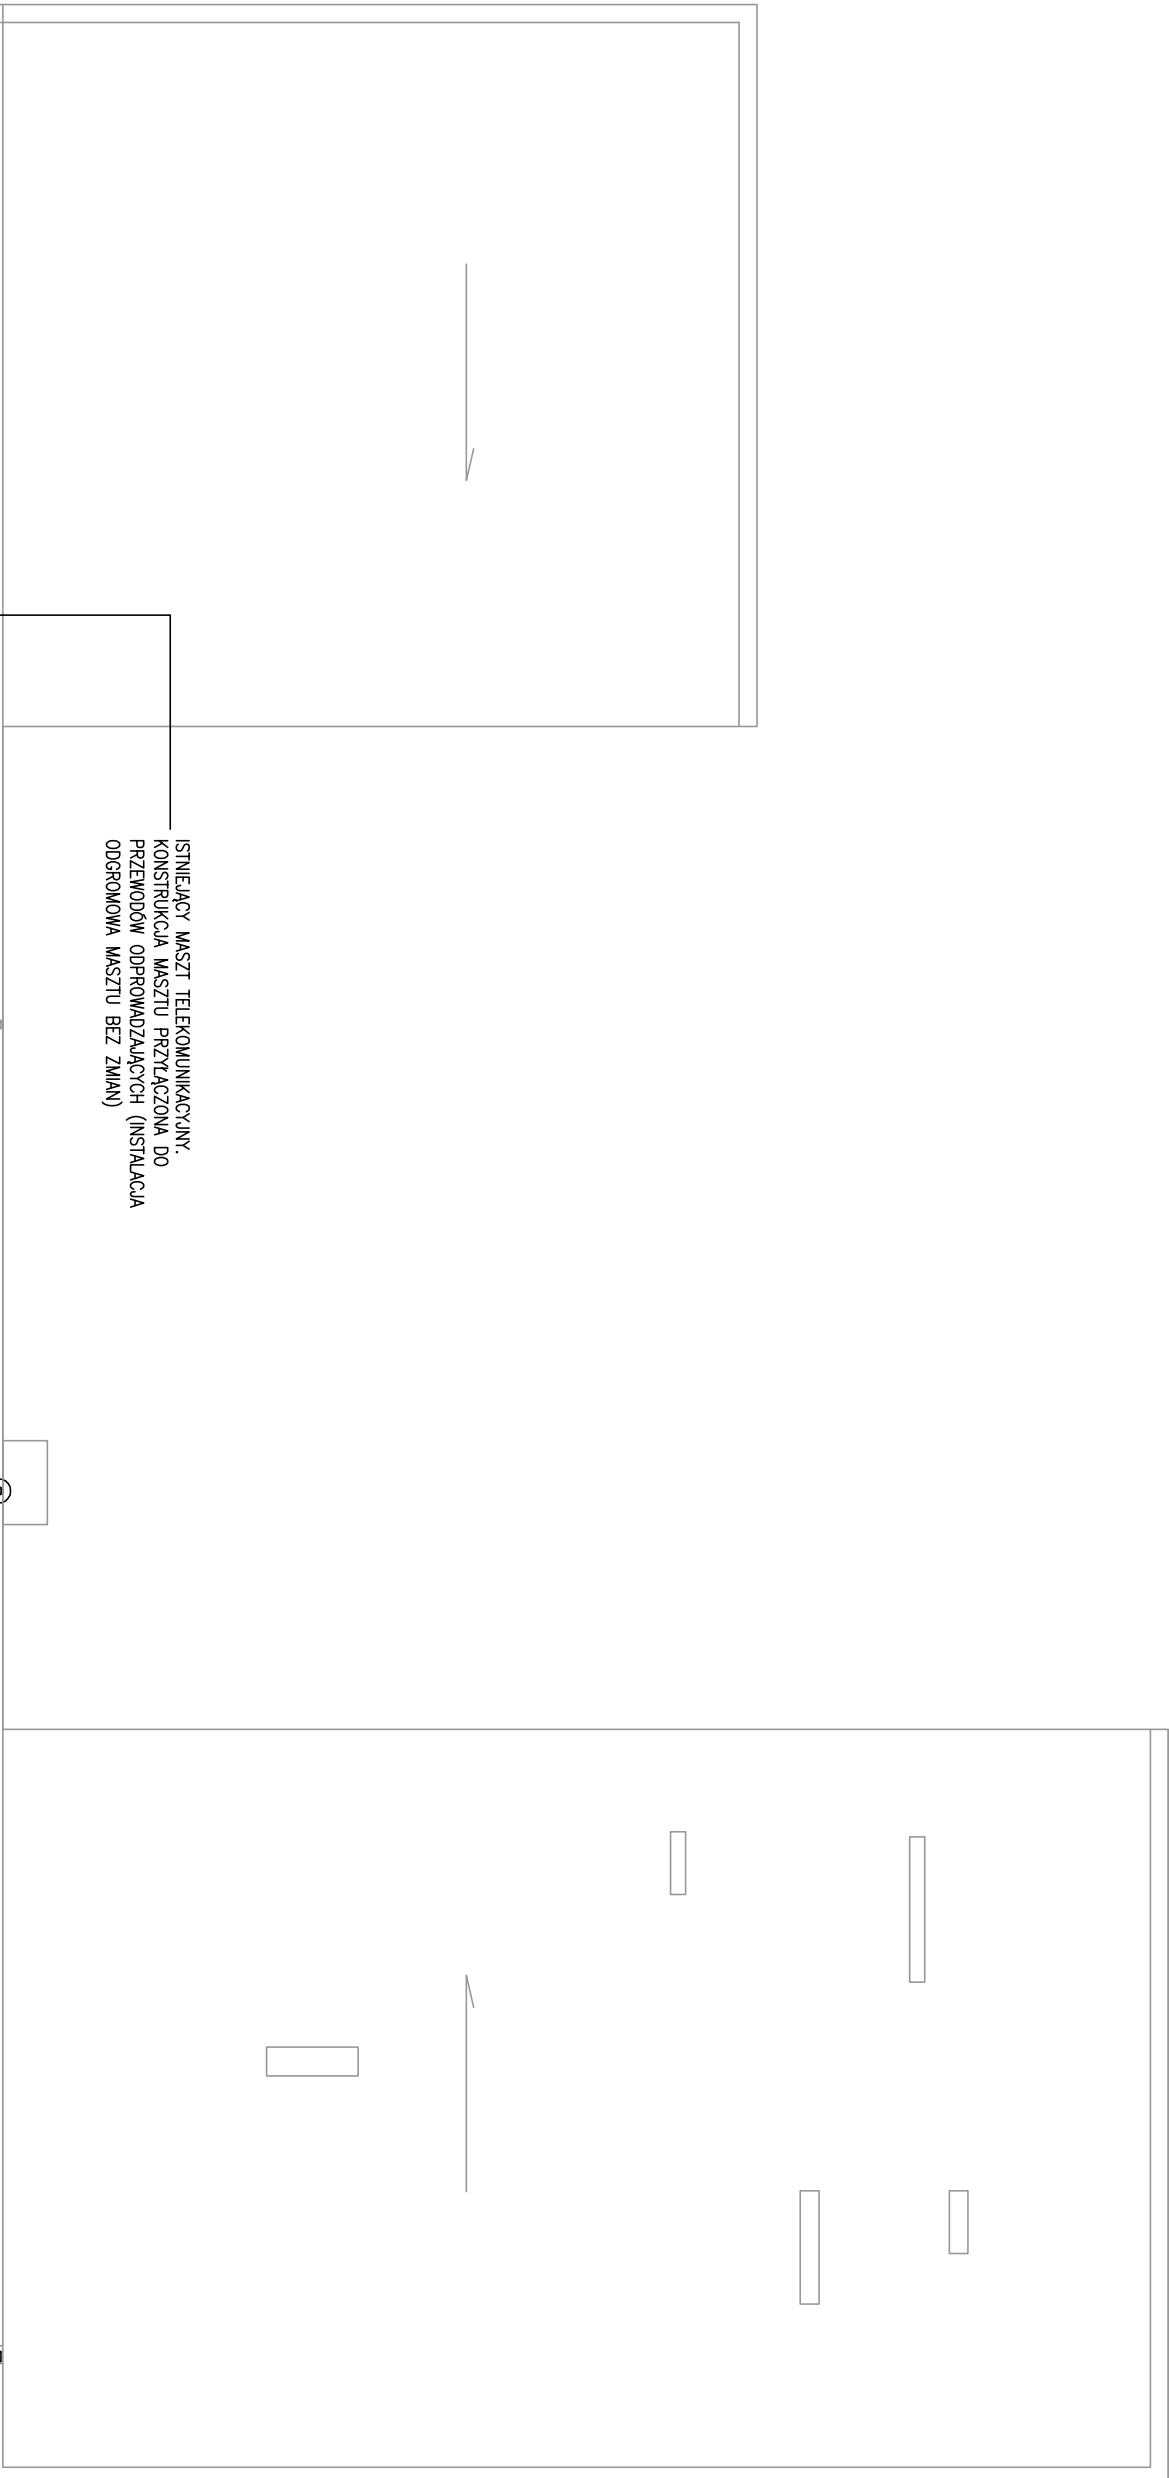 ISTNIEJĄCY MASZT TELEKOMUNIKACYJNY.
KONSTRUKCJA MASZTU PRZYŁĄCZONA DO
PRZEWODÓW ODPROWADZAJĄCYCH (INSTALACJA
ODGROMOWA MASZTU BEZ ZMIAN)